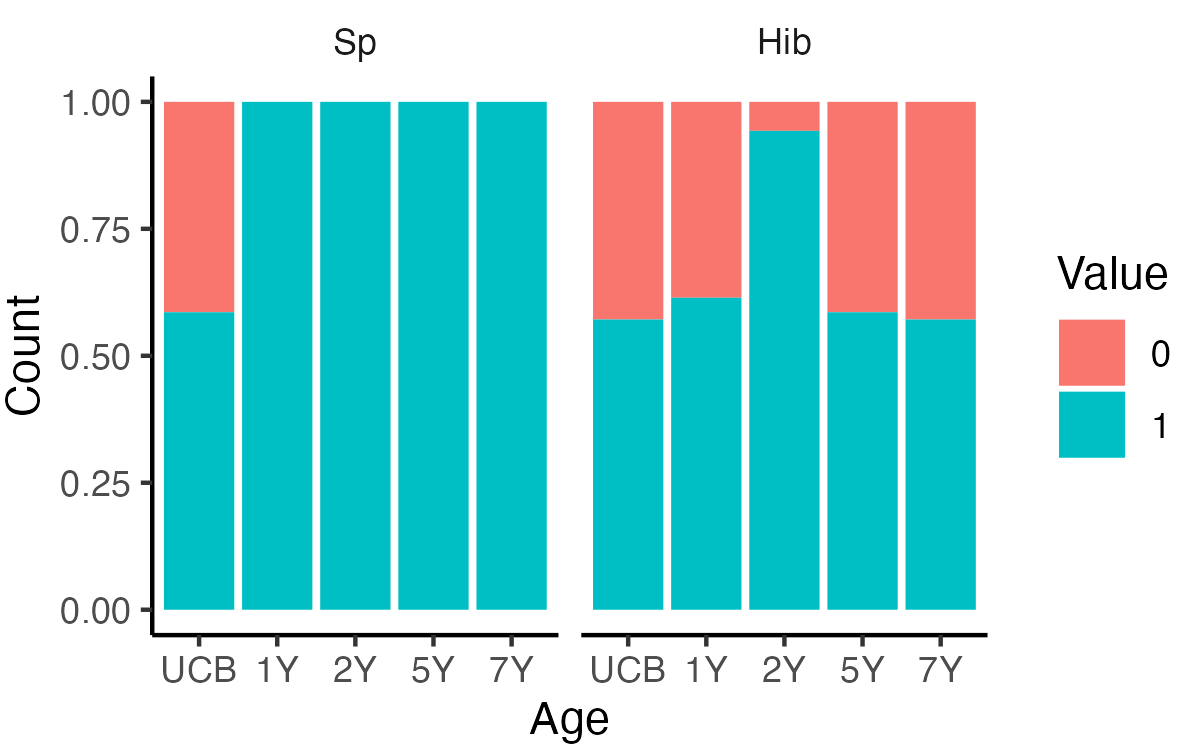 Sp
Hib
1.00
0.75
0.50
0.25
0.00
Count
UCB 1Y 2Y 5Y 7Y
UCB 1Y 2Y 5Y 7Y
Age
Value
0
1